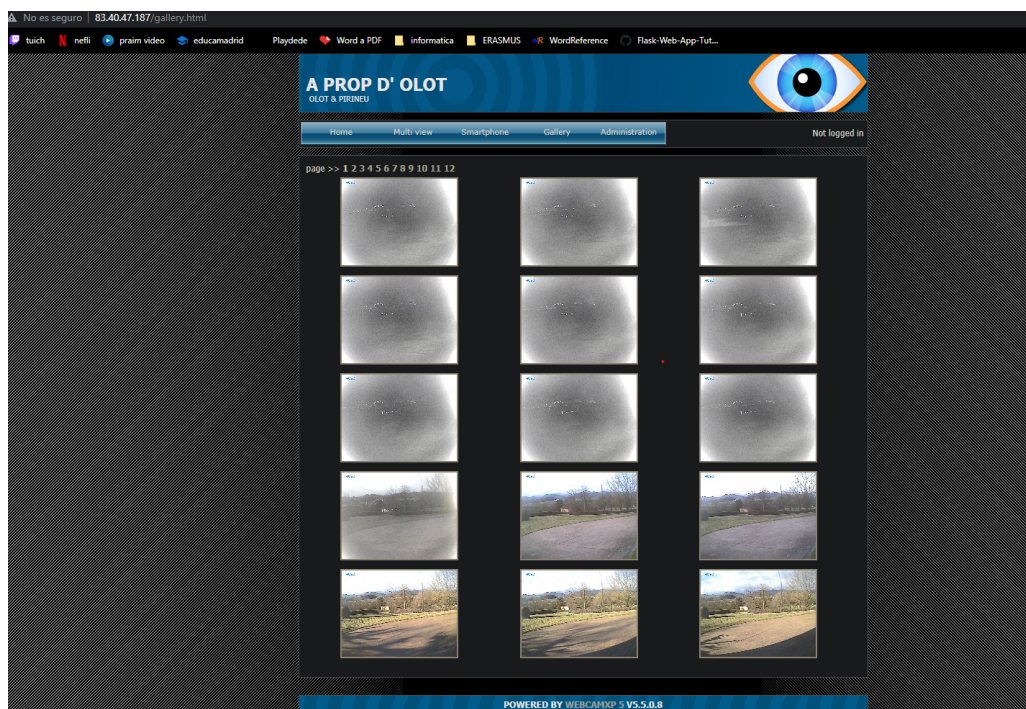 No es seguro | 83.40.47.187/gallery.html
tuich nefli praim video educamadrid Playdede Word a PDF informatica ERASMUS WordReference Flask-Web-App-Tut...
A PROP D' OLOT
OLOT & PIRINEU
Home Multi view Smartphone Gallery Administration Not logged in
page >> 1 2 3 4 5 6 7 8 9 10 11 12
POWERED BY WEBCAMXP 5 V5.5.0.8